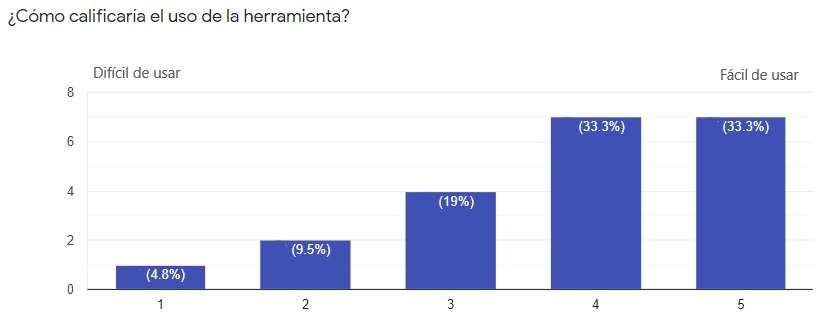 ¿Cómo calificaría el uso de la herramienta?
Difícil de usar
Fácil de usar
8
6
4
2
0
(4.8%)
(9.5%)
(19%)
(33.3%)
(33.3%)
1 2 3 4 5